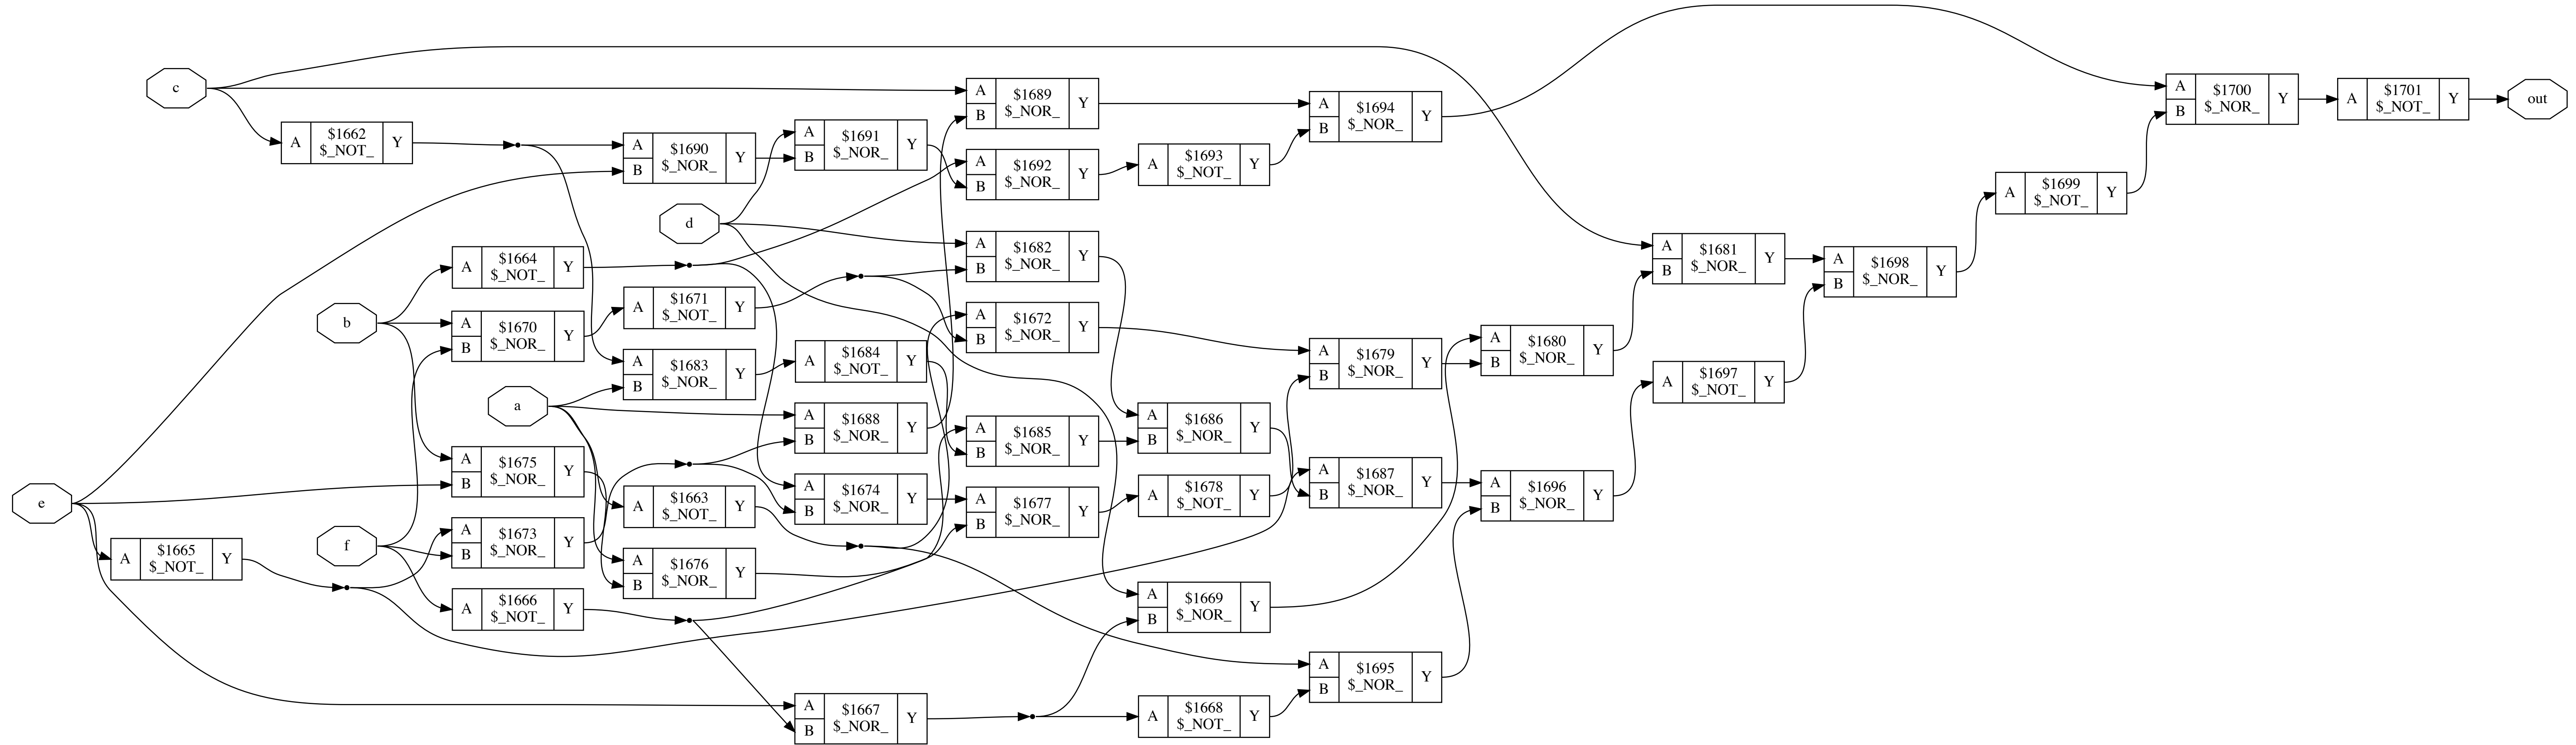 c
A $1662 $_NOT_ Y
A B $1690 $_NOR_ Y
A B $1691 $_NOR_ Y
A B $1689 $_NOR_ Y
A B $1692 $_NOR_ Y
A $1693 $_NOT_ Y
A B $1694 $_NOR_ Y
A B $1700 $_NOR_ Y
A $1701 $_NOT_ Y
out
d
A B $1682 $_NOR_ Y
A $1699 $_NOT_ Y
A B $1681 $_NOR_ Y
A B $1698 $_NOR_ Y
b
A $1664 $_NOT_ Y
A B $1670 $_NOR_ Y
A $1671 $_NOT_ Y
A B $1672 $_NOR_ Y
A B $1683 $_NOR_ Y
A $1684 $_NOT_ Y
A B $1679 $_NOR_ Y
A B $1680 $_NOR_ Y
A $1697 $_NOT_ Y
a
A B $1688 $_NOR_ Y
A B $1685 $_NOR_ Y
A B $1686 $_NOR_ Y
e
A B $1675 $_NOR_ Y
A $1663 $_NOT_ Y
A B $1674 $_NOR_ Y
A B $1677 $_NOR_ Y
A $1678 $_NOT_ Y
A B $1687 $_NOR_ Y
A B $1696 $_NOR_ Y
f
A $1665 $_NOT_ Y
A B $1673 $_NOR_ Y
A B $1676 $_NOR_ Y
A $1666 $_NOT_ Y
A B $1669 $_NOR_ Y
A B $1695 $_NOR_ Y
A B $1667 $_NOR_ Y
A $1668 $_NOT_ Y